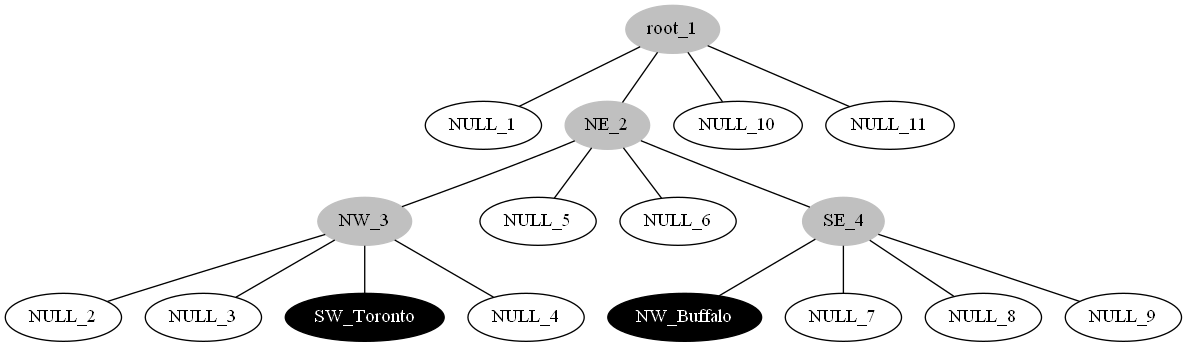 root_1
NULL_1
NE_2
NULL_10
NULL_11
NW_3
NULL_5
NULL_6
SE_4
NULL_2
NULL_3
SW_Toronto
NULL_4
NW_Buffalo
NULL_7
NULL_8
NULL_9